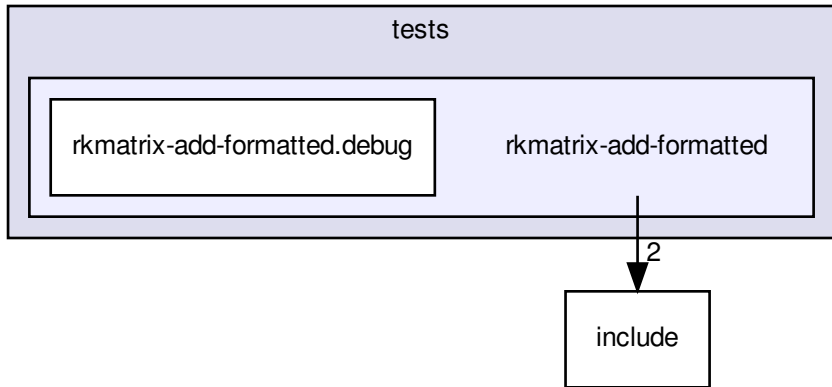 tests
rkmatrix-add-formatted.debug
rkmatrix-add-formatted
2
include